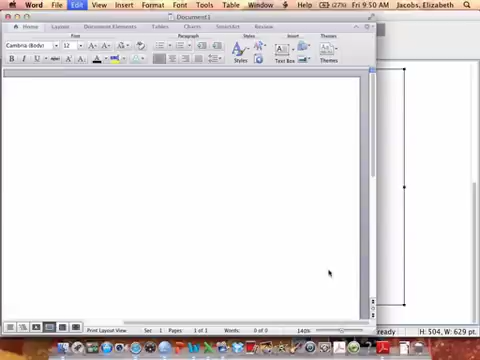 Word File Edit View Insert Format Font Tools Table Window Help (27%) Fri 9:50 AM Jacobs, Elizabeth
Document1
Home Layout Document Elements Tables Charts SmartArt Review
Font Paragraph Styles Insert Themes
Cambria (Body) 12
B I U ABC
Styles Text Box Themes
Print Layout View Sec 1 Pages: 1 of 1 Words: 0 of 0 140% ready H: 504, W: 629 pt.